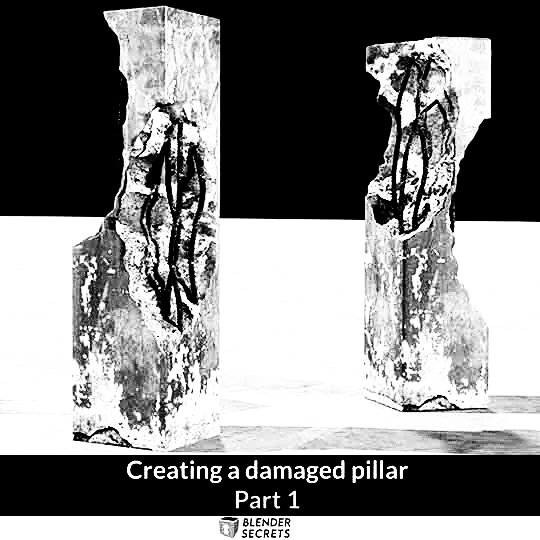 Creating a damaged pillar
Part 1
BLENDER
SECRETS